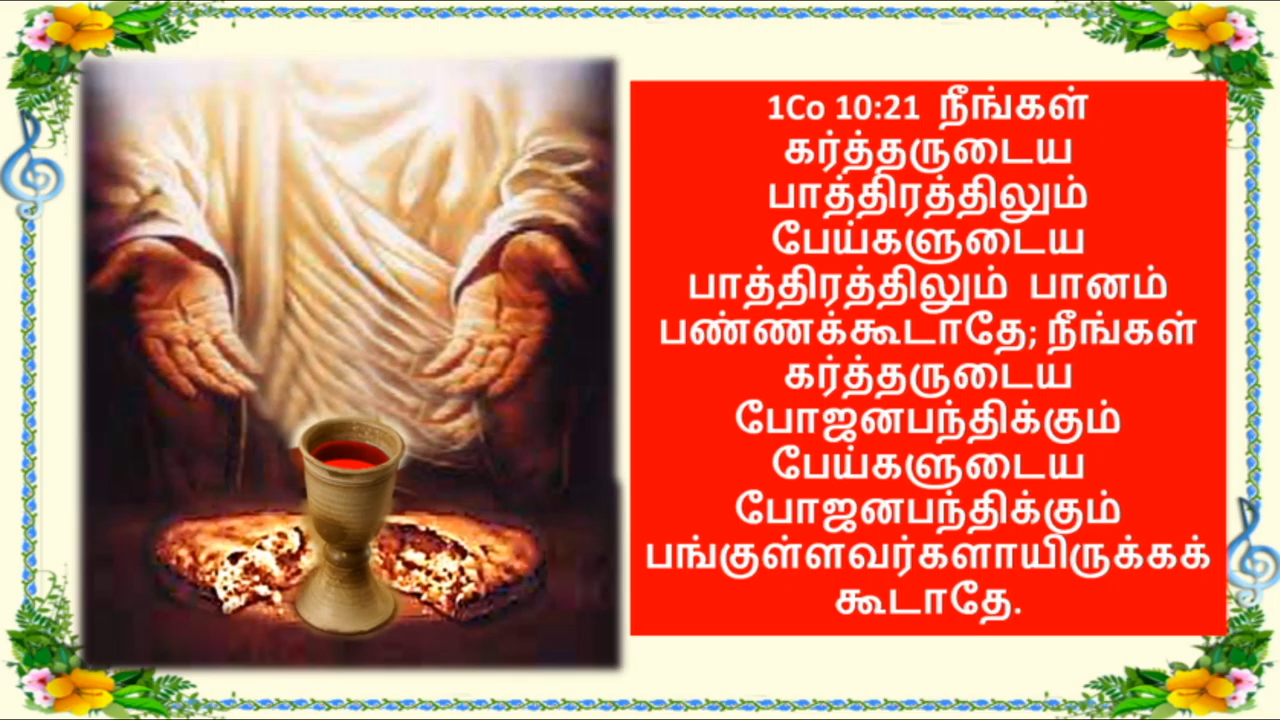 1Co 10:21 நீங்கள்
கர்த்தருடைய
பாத்திரத்திலும்
பேய்களுடைய
பாத்திரத்திலும் பானம்
பண்ணக்கூடாதே; நீங்கள்
கர்த்தருடைய
போஜனபந்திக்கும்
பேய்களுடைய
போஜனபந்திக்கும்
பங்குள்ளவர்களாயிருக்கக்
கூடாதே.